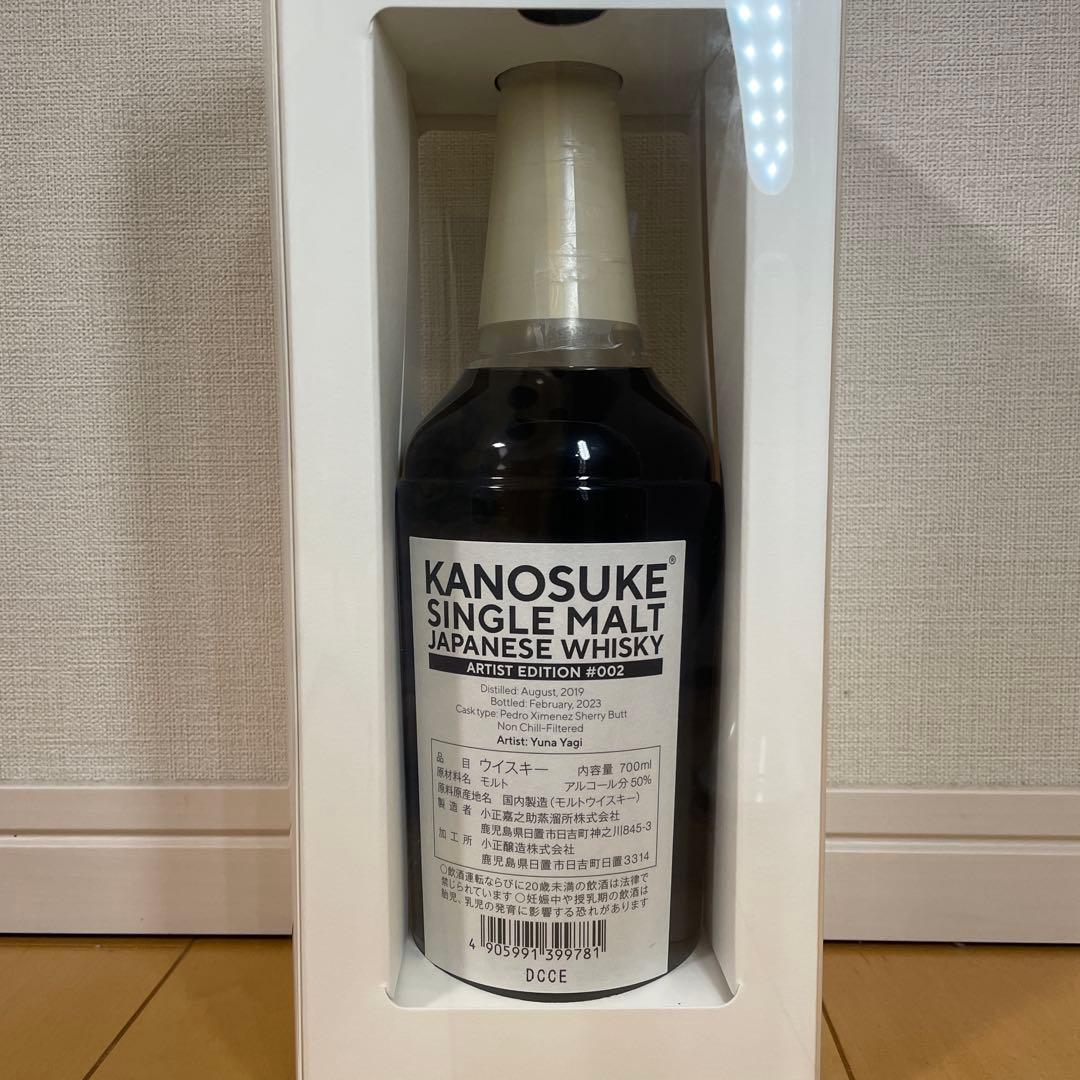 KANOSUKE®
SINGLE MALT
JAPANESE WHISKY
ARTIST EDITION #002
Distilled: August, 2019
Bottled: February, 2023
Cask type: Pedro Ximenez Sherry Butt
Non Chill-Filtered
Artist: Yuna Yagi
品 目 ウイスキー 内容量 700ml
原材料名 モルト アルコール分 50%
原料原産地名 国内製造(モルトウイスキー)
製 造 者 小正嘉之助蒸溜所株式会社
鹿児島県日置市日吉町神之川845-3
加 工 所 小正醸造株式会社
鹿児島県日置市日吉町日置3314
○飲酒運転ならびに20歳未満の飲酒は法律で
禁じられています ○妊娠中や授乳期の飲酒は
胎児、乳児の発育に影響する恐れがあります
4 905991 399781
DCCE